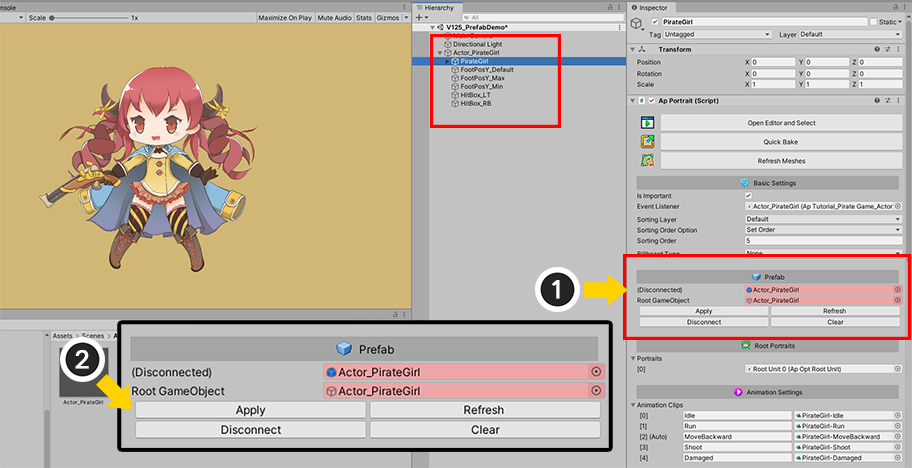 nsole
Scale 1x Maximize On Play Mute Audio Stats Gizmos
Hierarchy
All
V125_PrefabDemo*
Directional Light
Actor_PirateGirl
PirateGirl
FootPosY_Default
FootPosY_Max
FootPosY_Min
HitBox_LT
HitBox_RB
Inspector
PirateGirl Static
Tag Untagged Layer Default
Transform
Position X 0 Y 0 Z 0
Rotation X 0 Y 0 Z 0
Scale X 1 Y 1 Z 1
Ap Portrait (Script)
Open Editor and Select
Quick Bake
Refresh Meshes
Basic Settings
Is Important
Event Listener Actor_PirateGirl (Ap Tutorial_Pirate Game_Actor
Sorting Layer Default
Sorting Order Option Set Order
Sorting Order 5
Billboard Type None
1
Prefab
(Disconnected) Actor_PirateGirl
Root GameObject Actor_PirateGirl
Apply Refresh
Disconnect Clear
Root Portraits
Portraits
[0] Root Unit 0 (Ap Opt Root Unit)
Animation Settings
Animation Clips
[0] Idle PirateGirl-Idle
[1] Run PirateGirl-Run
[2] (Auto) MoveBackward PirateGirl-MoveBackward
[3] Shoot PirateGirl-Shoot
[4] Damaged PirateGirl-Damaged
Assets > Scenes > A
Actor_PirateGirl
2
Prefab
(Disconnected) Actor_PirateGirl
Root GameObject Actor_PirateGirl
Apply Refresh
Disconnect Clear